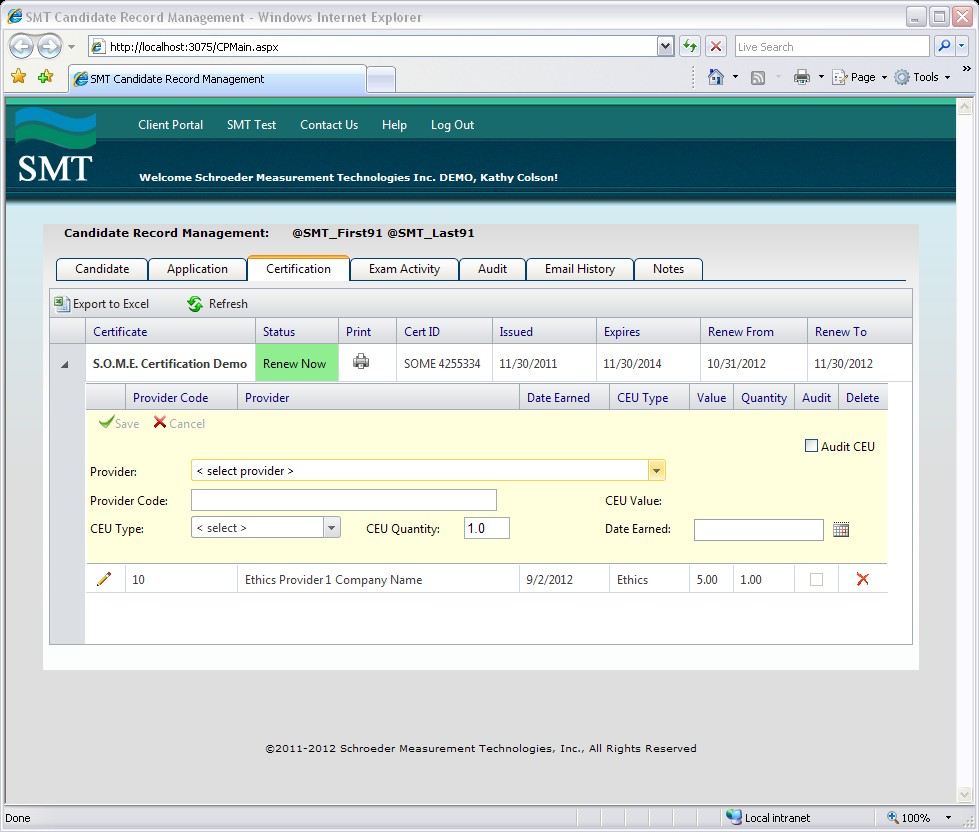 SMT Candidate Record Management - Windows Internet Explorer
http://localhost:3075/CPMain.aspx
Live Search
SMT Candidate Record Management
Page
Tools
»
SMT
Client Portal SMT Test Contact Us Help Log Out
Welcome Schroeder Measurement Technologies Inc. DEMO, Kathy Colson!
Candidate Record Management: @SMT_First91 @SMT_Last91
Candidate Application Certification Exam Activity Audit Email History Notes
Export to Excel Refresh
Certificate Status Print Cert ID Issued Expires Renew From Renew To
S.O.M.E. Certification Demo Renew Now SOME 4255334 11/30/2011 11/30/2014 10/31/2012 11/30/2012
Provider Code Provider Date Earned CEU Type Value Quantity Audit Delete
Save Cancel
Audit CEU
Provider: < select provider >
Provider Code: CEU Value:
CEU Type: < select > CEU Quantity: 1.0 Date Earned:
10 Ethics Provider 1 Company Name 9/2/2012 Ethics 5.00 1.00
©2011-2012 Schroeder Measurement Technologies, Inc., All Rights Reserved
Done Local intranet 100%